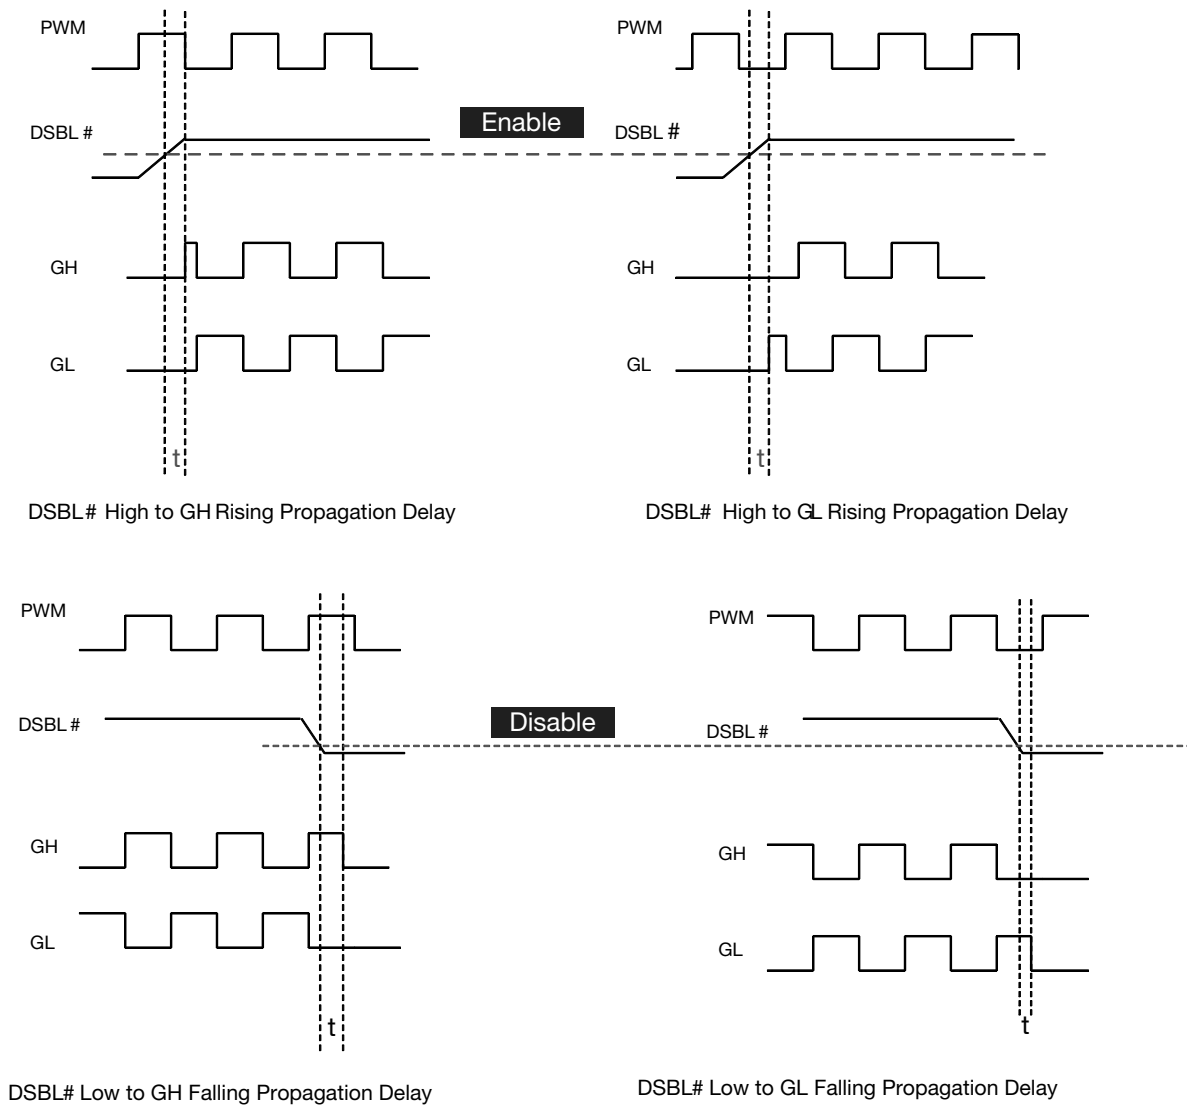 PWM
PWM
DSBL #
Enable
DSBL #
GH
GH
GL
GL
t
t
DSBL# High to GH Rising Propagation Delay
DSBL# High to GL Rising Propagation Delay
PWM
PWM
DSBL #
Disable
DSBL #
GH
GH
GL
GL
t
t
DSBL# Low to GH Falling Propagation Delay
DSBL# Low to GL Falling Propagation Delay